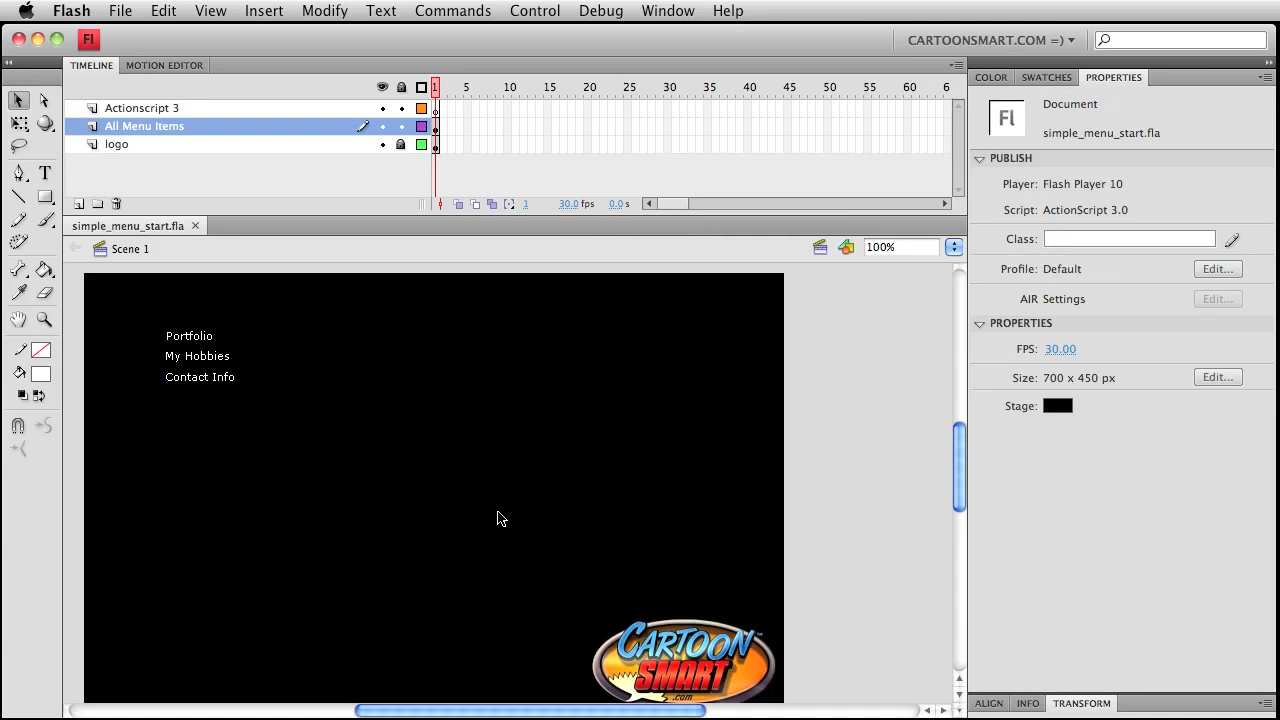 Flash File Edit View Insert Modify Text Commands Control Debug Window Help
Fl CARTOONSMART.COM =)
TIMELINE MOTION EDITOR
1 5 10 15 20 25 30 35 40 45 50 55 60 6
Actionscript 3
All Menu Items
logo
1 30.0 fps 0.0 s
simple_menu_start.fla
Scene 1 100%
Portfolio
My Hobbies
Contact Info
CARTOON
SMART
.com
T
COLOR SWATCHES PROPERTIES
Fl Document
simple_menu_start.fla
PUBLISH
Player: Flash Player 10
Script: ActionScript 3.0
Class:
Profile: Default Edit...
AIR Settings Edit...
PROPERTIES
FPS: 30.00
Size: 700 x 450 px Edit...
Stage:
ALIGN INFO TRANSFORM